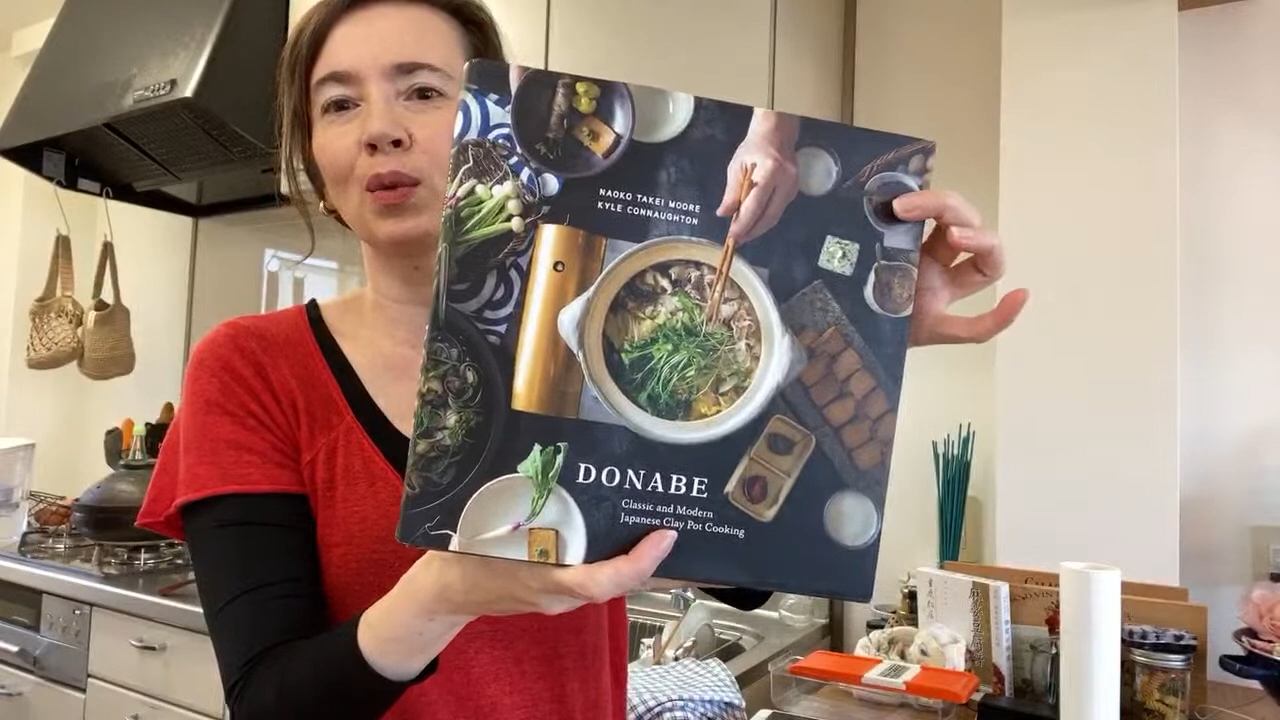 NAOKO TAKEI MOORE
KYLE CONNAUGHTON
DONABE
Classic and Modern
Japanese Clay Pot Cooking